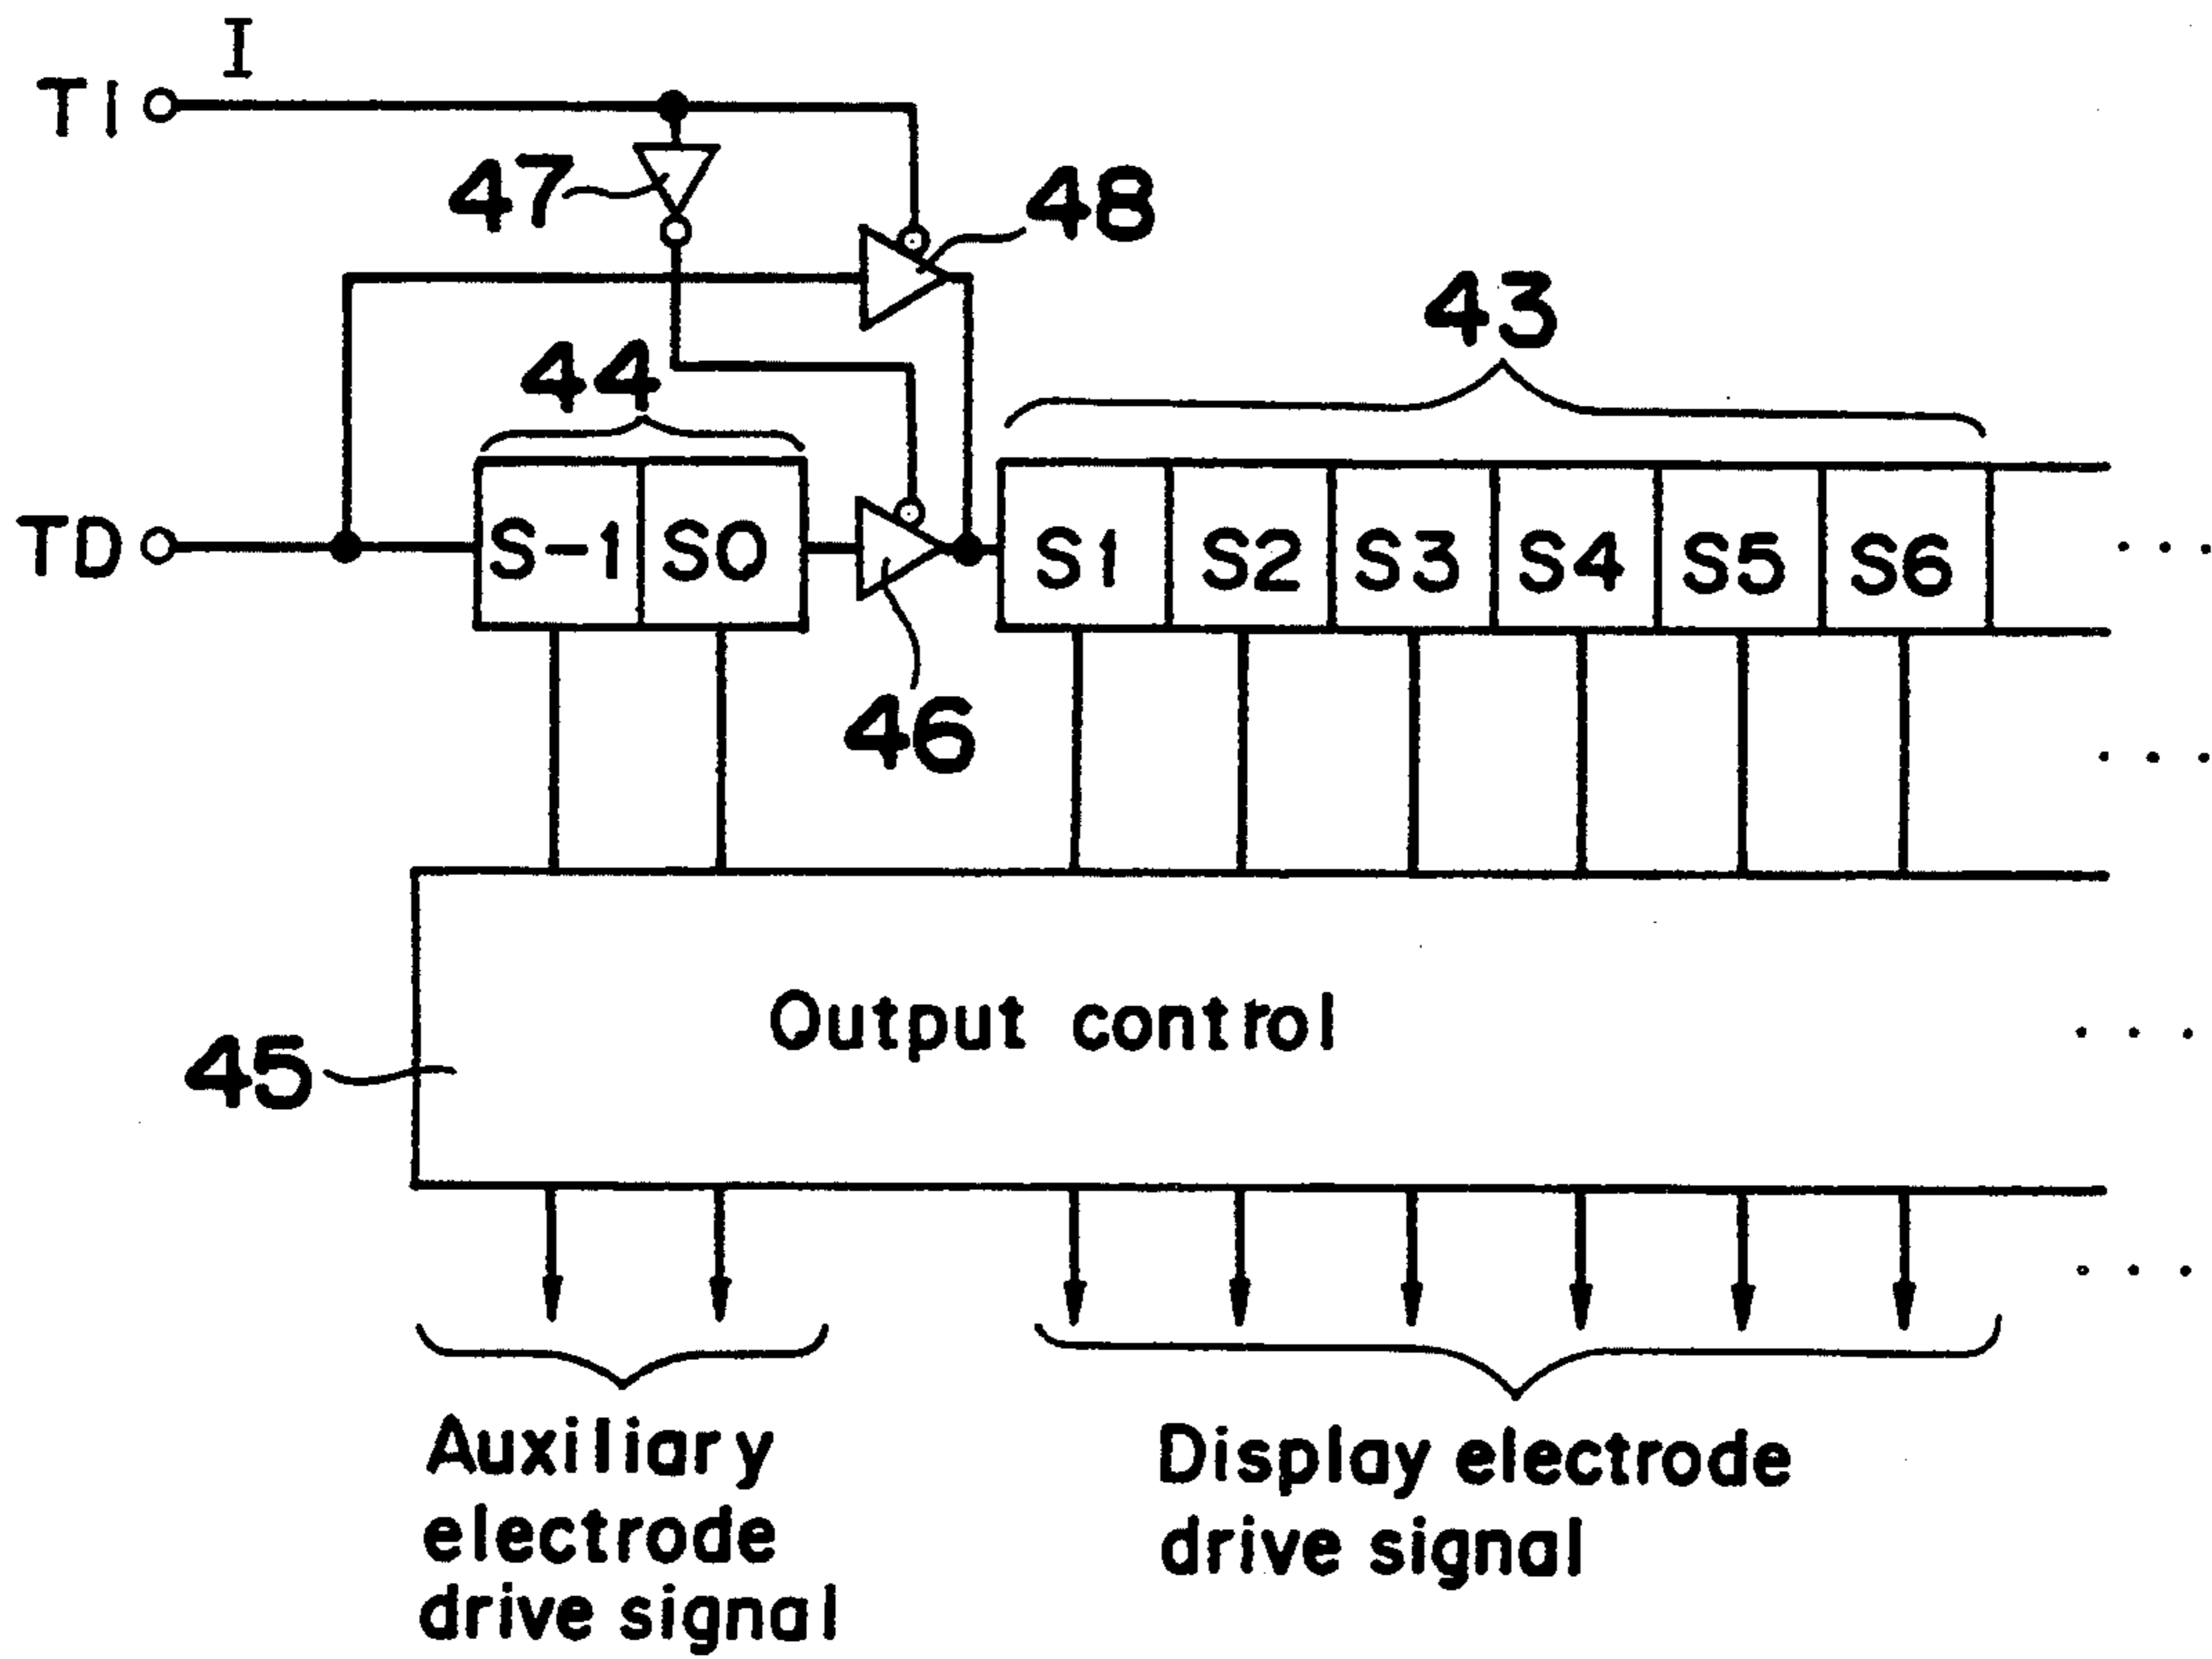 I
TI
47
48
43
44
TD
S-1 S0 S1 S2 S3 S4 S5 S6 ...
46
...
Output control ...
45
...
Auxiliary
electrode
drive signal
Display electrode
drive signal